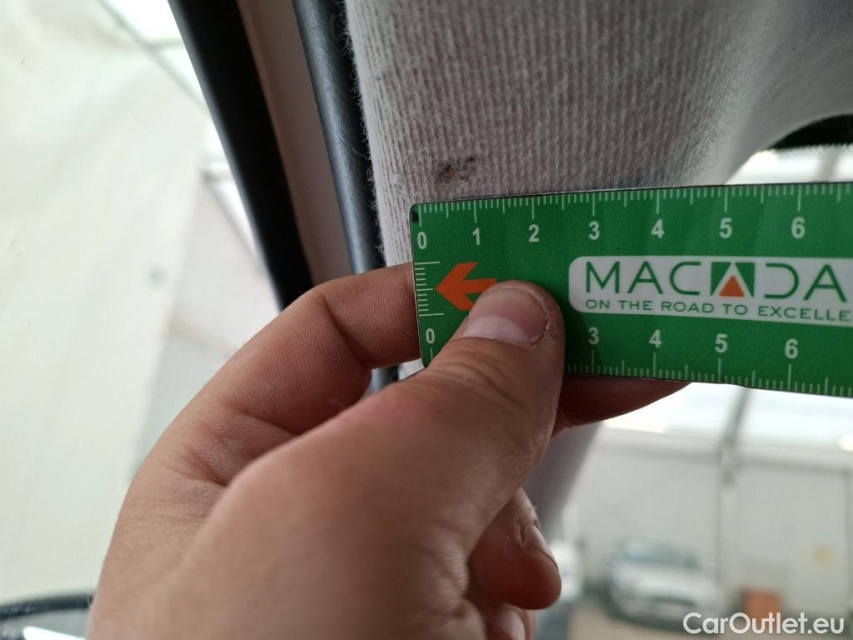 0 1 2 3 4 5 6
MACADA
ON THE ROAD TO EXCELLE
0 3 4 5 6
CarOutlet.eu